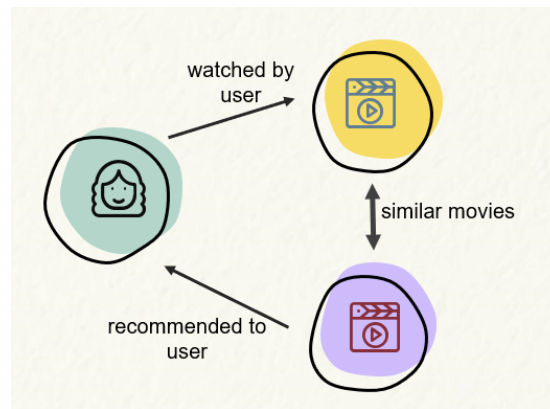 watched by
user
similar movies
recommended to
user